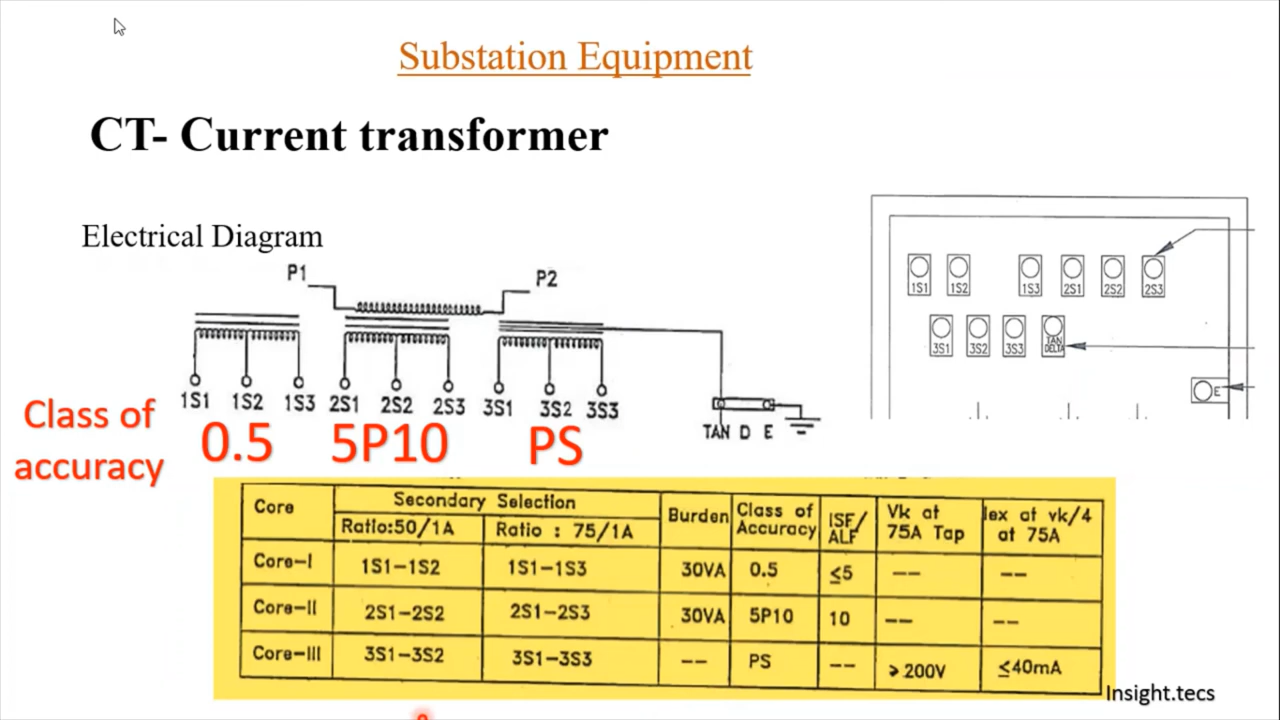 Substation Equipment
CT- Current transformer
Electrical Diagram
P1
P2
1S1 1S2 1S3 2S1 2S2 2S3 3S1 3S2 3S3
TAN D E
Class of
accuracy
0.5 5P10 PS
1S1 1S2 1S3 2S1 2S2 2S3
3S1 3S2 3S3 TAN
DELTA
E
Core Secondary Selection Burden Class of
Accuracy ISF/
ALF Vk at
75A Tap Iex at vk/4
at 75A
Ratio:50/1A Ratio : 75/1A
Core-I 1S1-1S2 1S1-1S3 30VA 0.5 ≤5 -- --
Core-II 2S1-2S2 2S1-2S3 30VA 5P10 10 -- --
Core-III 3S1-3S2 3S1-3S3 -- PS -- ⩾200V ≤40mA
Insight.tecs